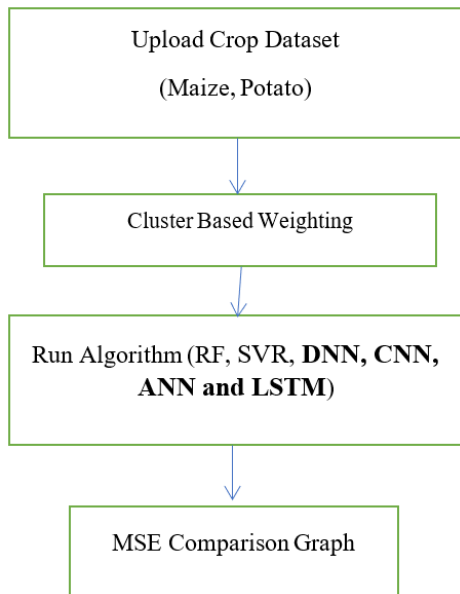 Upload Crop Dataset
(Maize, Potato)
Cluster Based Weighting
Run Algorithm (RF, SVR, DNN, CNN,
ANN and LSTM)
MSE Comparison Graph